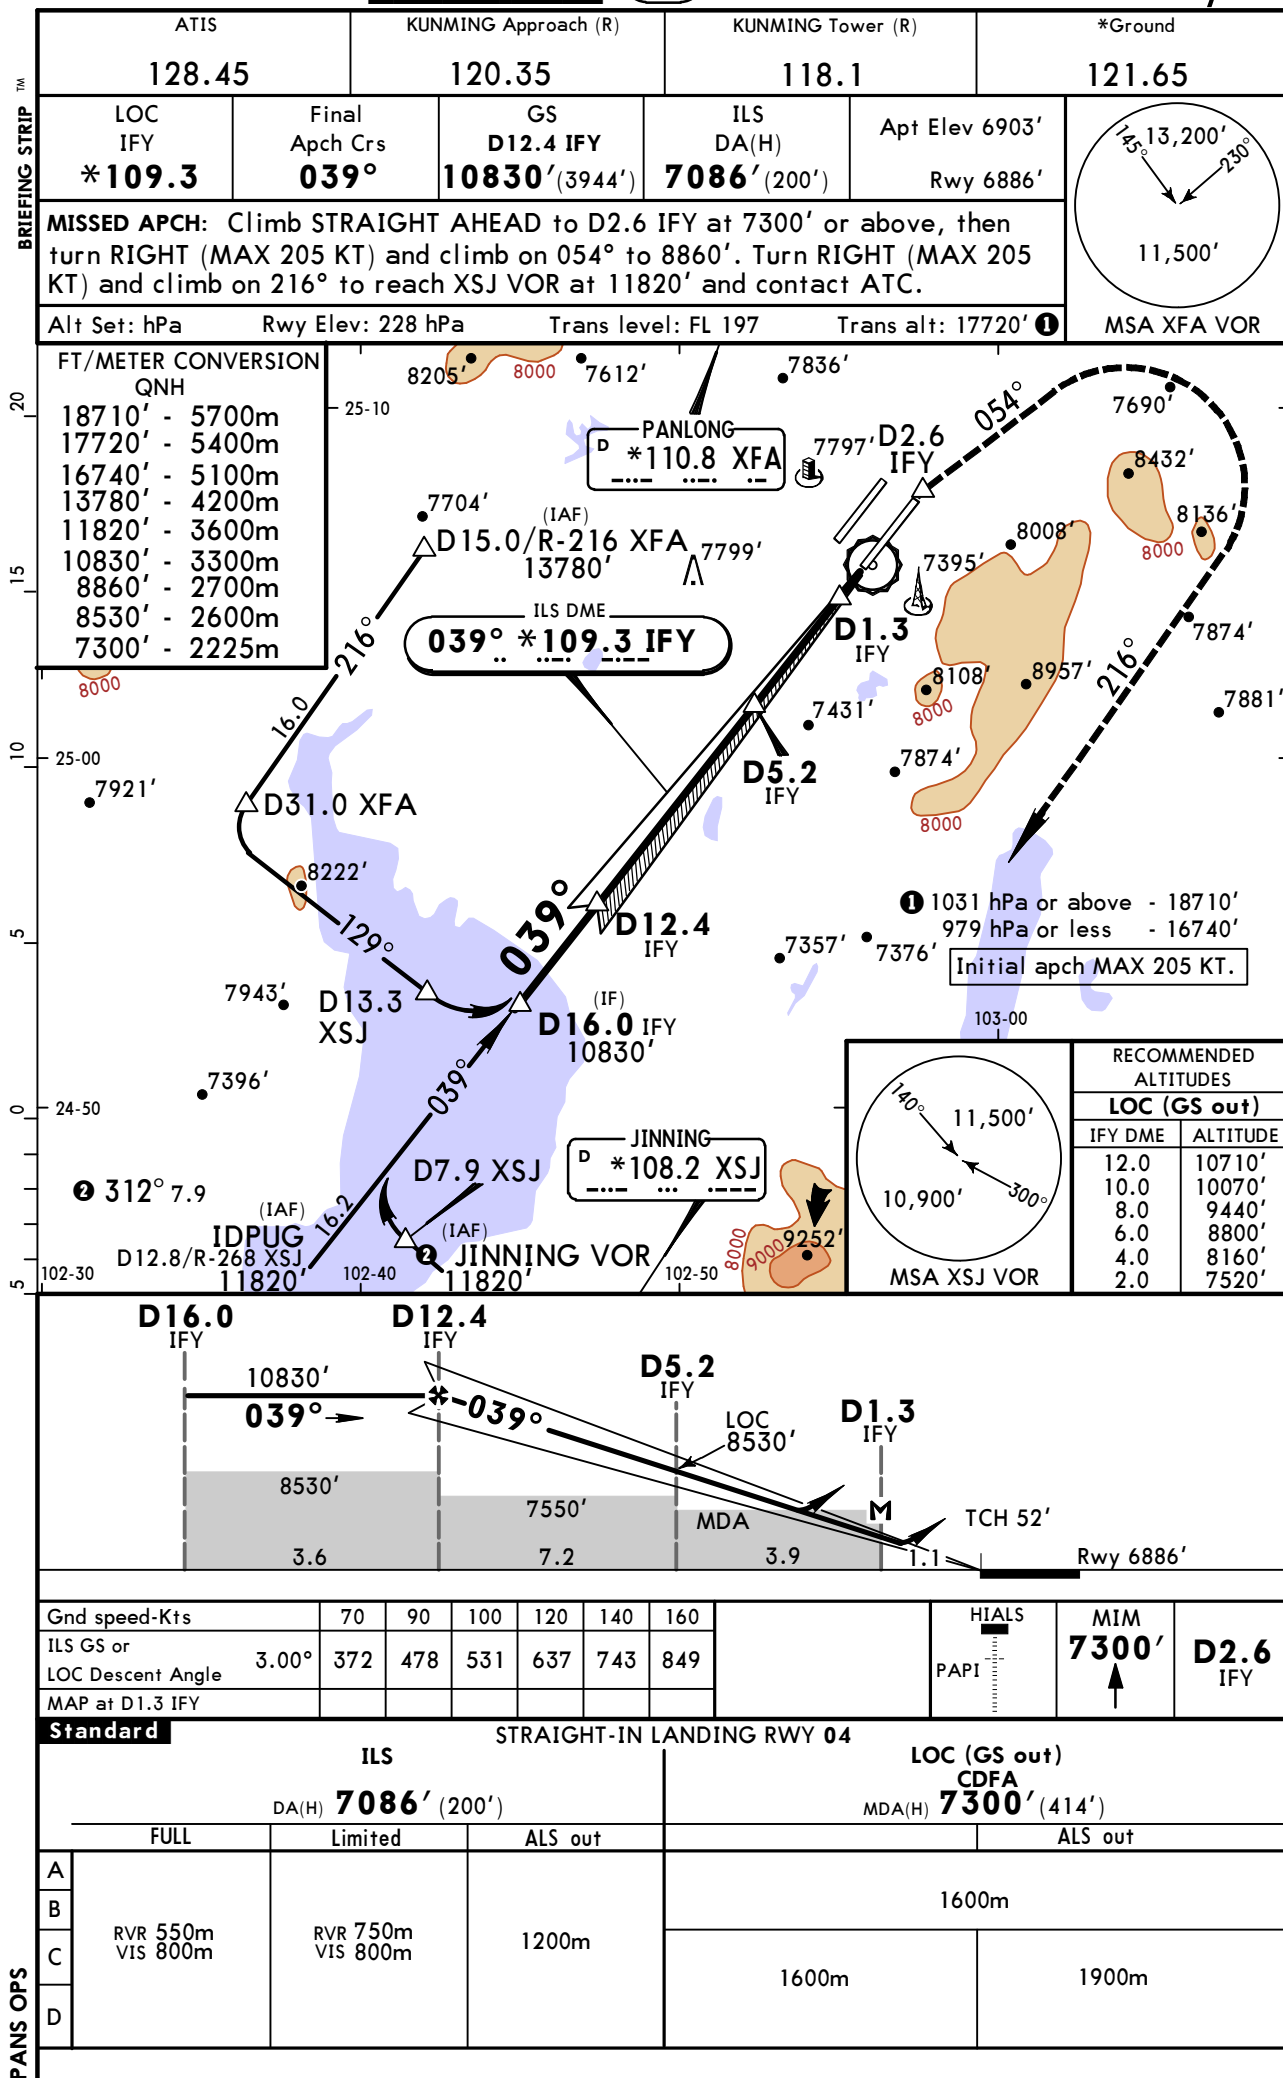 ATIS
128.45
KUNMING Approach (R)
120.35
KUNMING Tower (R)
118.1
*Ground
121.65
BRIEFING STRIP TM
LOC
IFY
*109.3
Final
Apch Crs
039°
GS
D12.4 IFY
10830'(3944')
ILS
DA(H)
7086'(200')
Apt Elev 6903'
Rwy 6886'
MISSED APCH: Climb STRAIGHT AHEAD to D2.6 IFY at 7300' or above, then
turn RIGHT (MAX 205 KT) and climb on 054° to 8860'. Turn RIGHT (MAX 205
KT) and climb on 216° to reach XSJ VOR at 11820' and contact ATC.
Alt Set: hPa Rwy Elev: 228 hPa Trans level: FL 197 Trans alt: 17720' 1
145°
13,200'
230°
11,500'
MSA XFA VOR
FT/METER CONVERSION
QNH
18710' - 5700m
17720' - 5400m
16740' - 5100m
13780' - 4200m
11820' - 3600m
10830' - 3300m
8860' - 2700m
8530' - 2600m
7300' - 2225m
20
15
10
5
0
5
25-10
25-00
24-50
102-30
102-40
102-50
103-00
8205'
8000
7612'
7836'
PANLONG
D *110.8 XFA
7797'
D2.6
IFY
054°
7690'
8432'
8136'
8000
7704'
(IAF)
D15.0/R-216 XFA
13780'
7799'
7395'
8008'
ILS DME
039° *109.3 IFY
D1.3
IFY
7874'
216°
216°
8000
16.0
8108'
8000
8957'
7881'
7431'
7874'
8000
D5.2
IFY
7921'
D31.0 XFA
8222'
129°
039°
D12.4
IFY
1 1031 hPa or above - 18710'
979 hPa or less - 16740'
Initial apch MAX 205 KT.
7357'
7376'
7943'
D13.3
XSJ
(IF)
D16.0 IFY
10830'
7396'
039°
JINNING
D *108.2 XSJ
D7.9 XSJ
2 312° 7.9
(IAF)
IDPUG
D12.8/R-268 XSJ
11820'
16.2
(IAF)
2 JINNING VOR
11820'
8000
9000
9252'
140°
11,500'
10,900'
300°
MSA XSJ VOR
RECOMMENDED
ALTITUDES
LOC (GS out)
IFY DME ALTITUDE
12.0 10710'
10.0 10070'
8.0 9440'
6.0 8800'
4.0 8160'
2.0 7520'
D16.0
IFY
D12.4
IFY
D5.2
IFY
D1.3
IFY
10830'
039°
039°
LOC
8530'
8530'
7550'
MDA
M
TCH 52'
3.6
7.2
3.9
1.1
Rwy 6886'
Gnd speed-Kts 70 90 100 120 140 160
ILS GS or
LOC Descent Angle 3.00° 372 478 531 637 743 849
MAP at D1.3 IFY
HIALS
PAPI
MIM
7300'
D2.6
IFY
Standard
STRAIGHT-IN LANDING RWY 04
ILS
DA(H) 7086'(200')
LOC (GS out)
CDFA
MDA(H) 7300'(414')
FULL Limited ALS out ALS out
A
B
C
D
RVR 550m
VIS 800m
RVR 750m
VIS 800m
1200m
1600m
1600m
1900m
PANS OPS